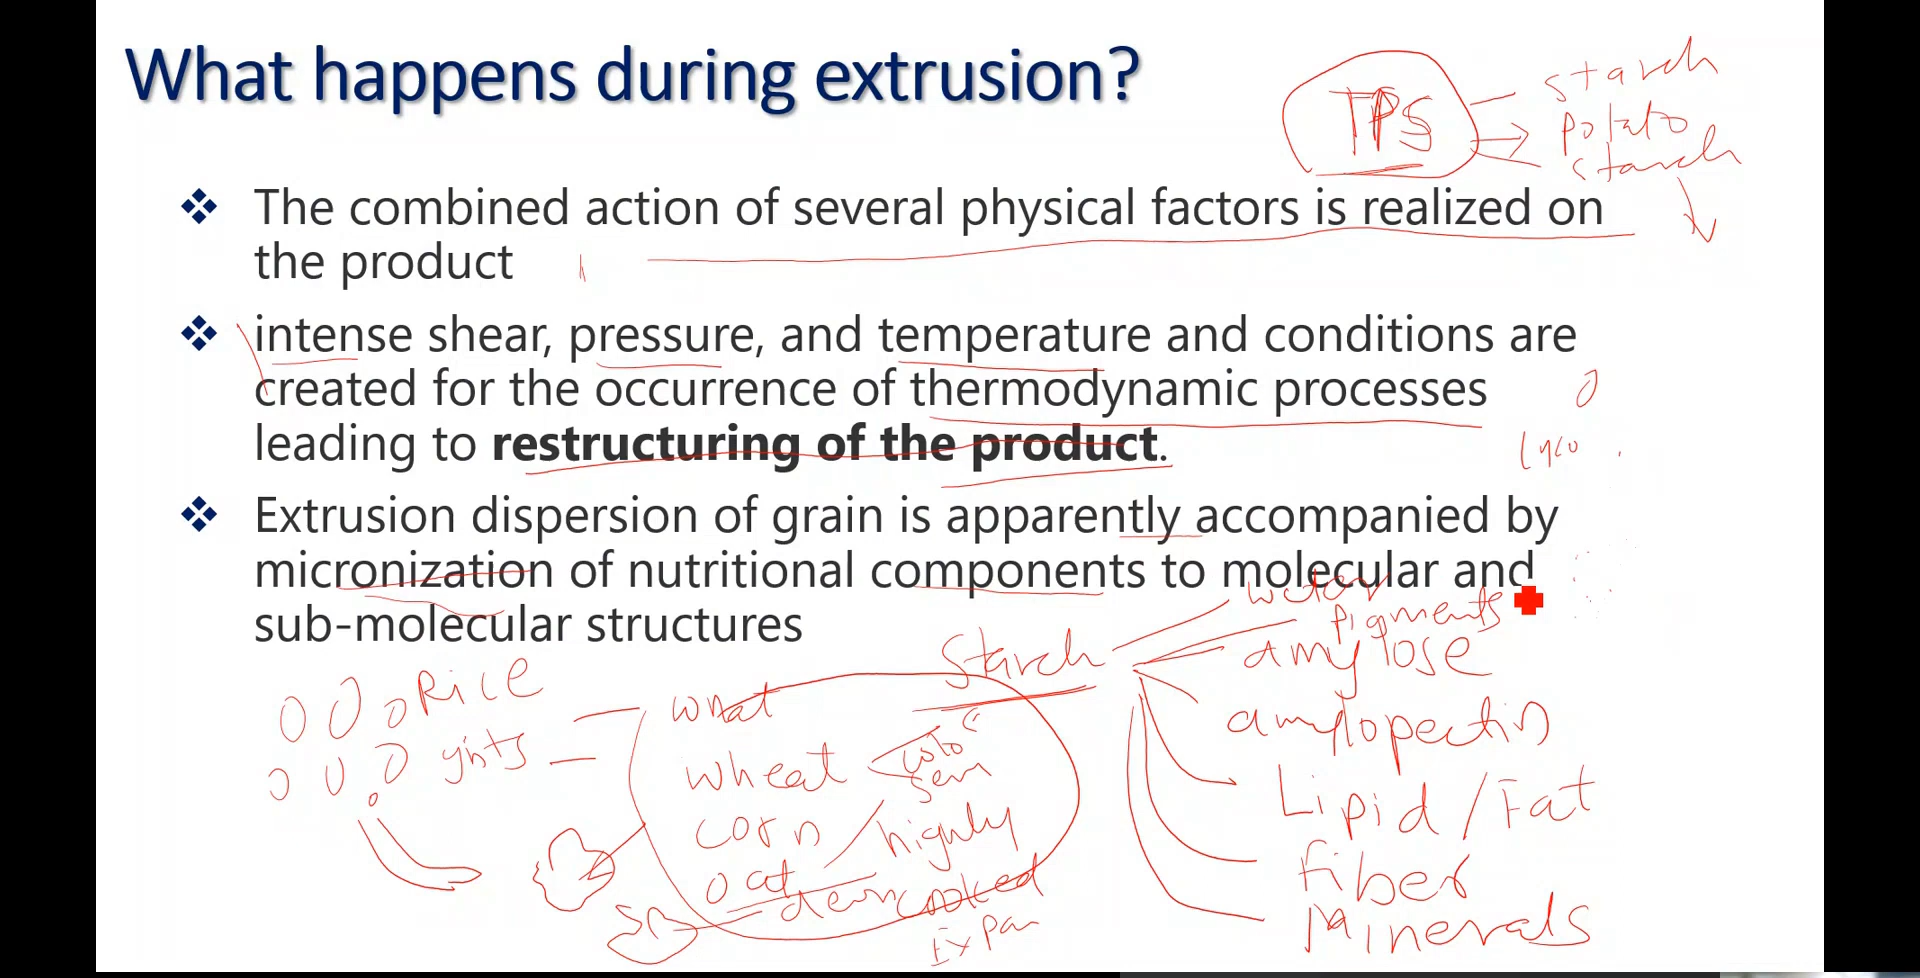 What happens during extrusion?
TPS
starch
potato
starch
❖ The combined action of several physical factors is realized on
the product
❖ intense shear, pressure, and temperature and conditions are
created for the occurrence of thermodynamic processes
leading to restructuring of the product.
❖ Extrusion dispersion of grain is apparently accompanied by
micronization of nutritional components to molecular and
sub-molecular structures
Starch
water
pigments
amylose
amylopectin
Lipid/Fat
Fiber
Minerals
Rice
wheat
corn
oat
highly
cooked
Expan